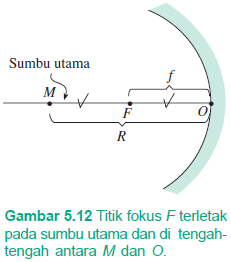 Sumbu utama
f
M
F
O
R
Gambar 5.12 Titik fokus F terletak
pada sumbu utama dan di tengah-
tengah antara M dan O.